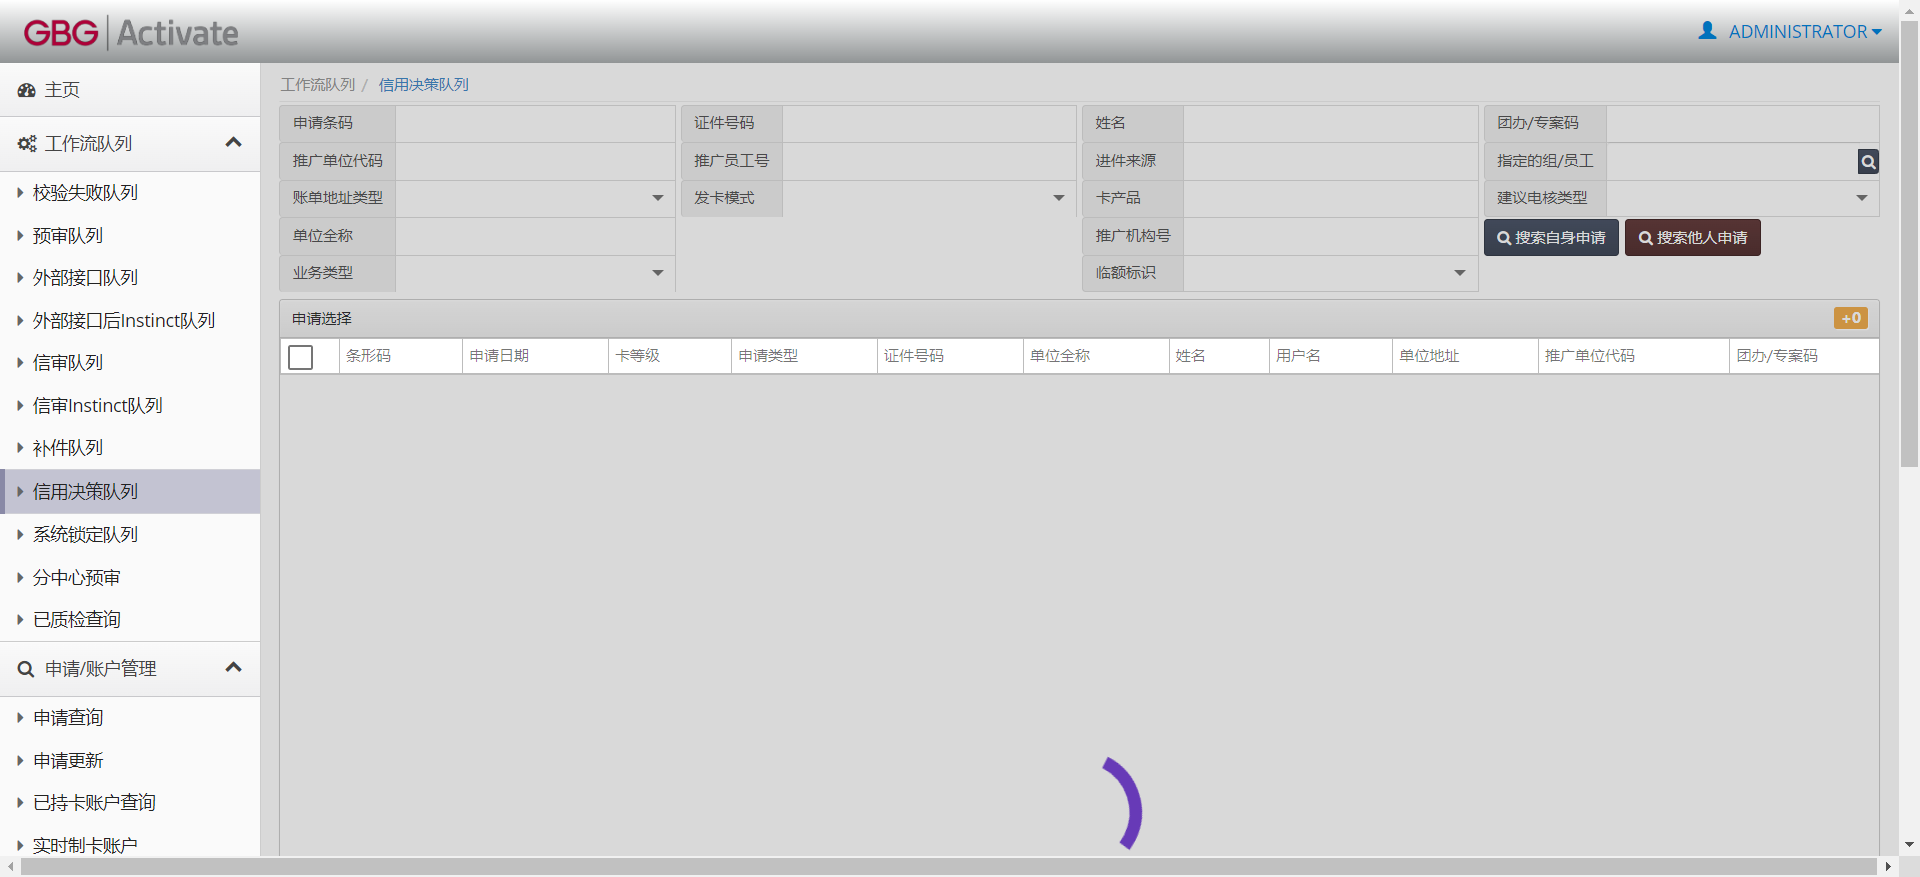 GBG Activate
ADMINISTRATOR
主页
工作流队列
校验失败队列
预审队列
外部接口队列
外部接口后Instinct队列
信审队列
信审Instinct队列
补件队列
信用决策队列
系统锁定队列
分中心预审
已质检查询
申请/账户管理
申请查询
申请更新
已持卡账户查询
实时制卡账户
工作流队列 / 信用决策队列
申请条码 证件号码 姓名 团办/专案码
推广单位代码 推广员工号 进件来源 指定的组/员工
账单地址类型 发卡模式 卡产品 建议电核类型
单位全称 推广机构号 搜索自身申请 搜索他人申请
业务类型 临额标识
申请选择 +0
条形码 申请日期 卡等级 申请类型 证件号码 单位全称 姓名 用户名 单位地址 推广单位代码 团办/专案码